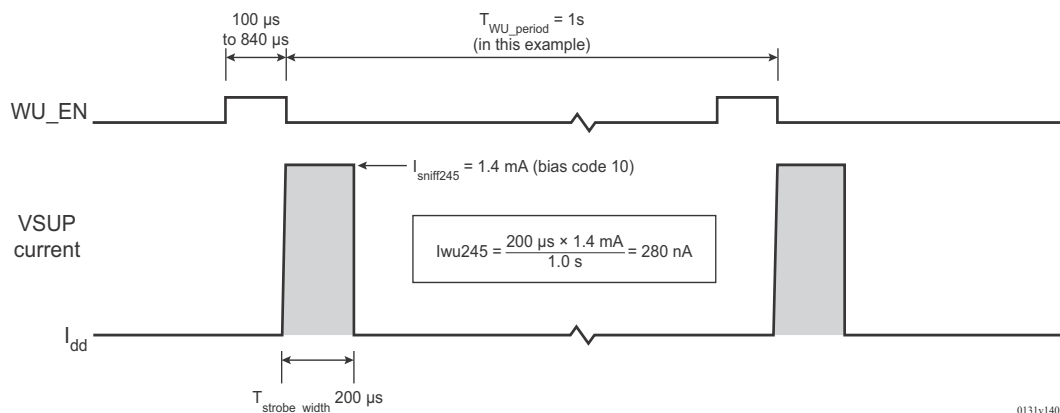 100 µs
to 840 µs
T_WU_period = 1s
(in this example)
WU_EN
I_sniff245 = 1.4 mA (bias code 10)
VSUP
current
Iwu245 = 200 µs × 1.4 mA / 1.0 s = 280 nA
I_dd
T_strobe_width 200 µs
0131v140